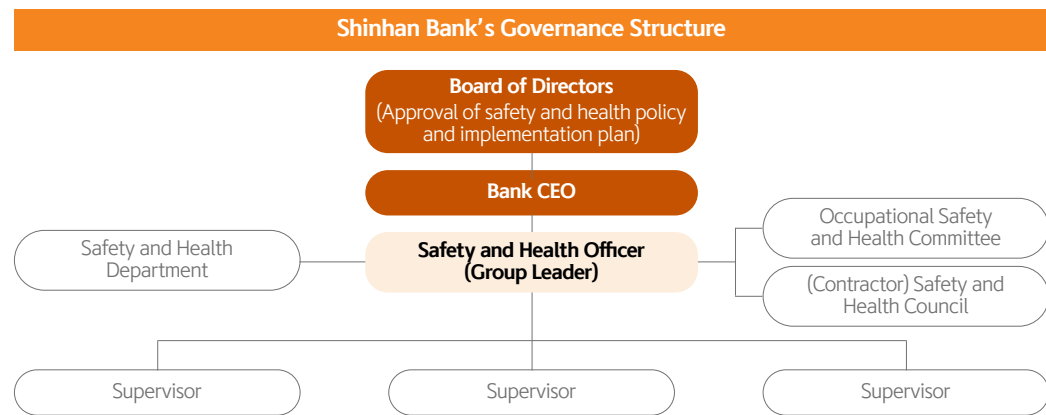 Shinhan Bank's Governance Structure
Board of Directors
(Approval of safety and health policy
and implementation plan)
Bank CEO
Safety and Health
Department
Safety and Health Officer
(Group Leader)
Occupational Safety
and Health Committee
(Contractor) Safety and
Health Council
Supervisor
Supervisor
Supervisor